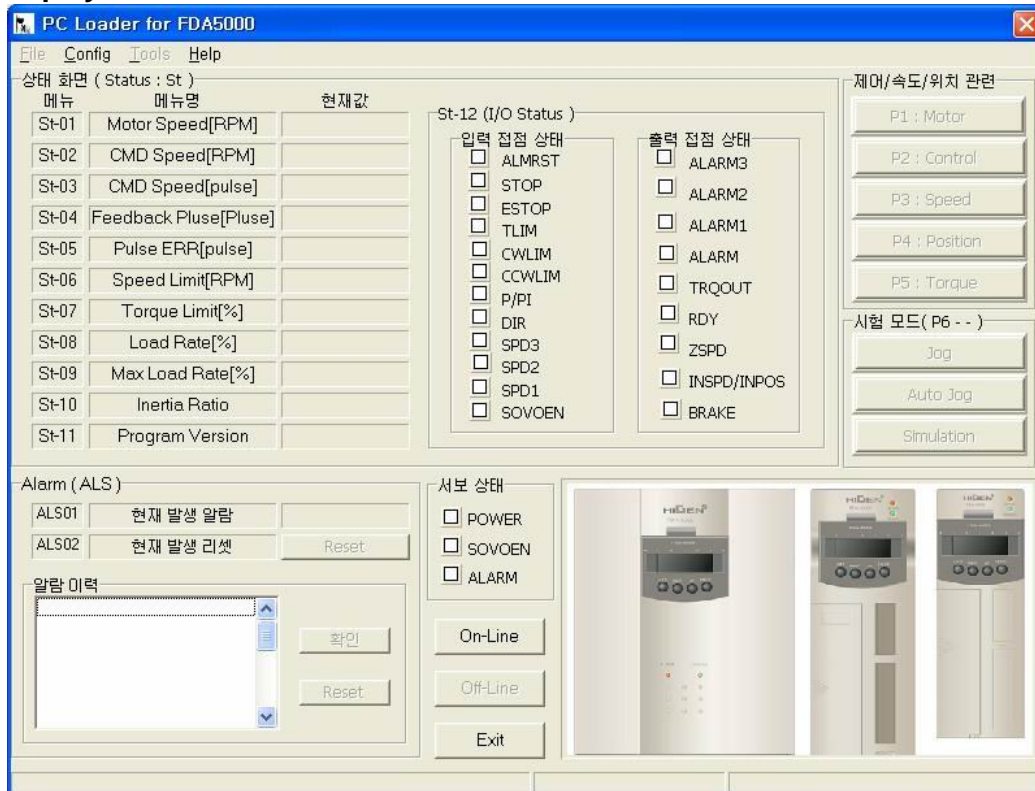 PC Loader for FDA5000
File Config Tools Help
상태 화면 ( Status : St )
메뉴 메뉴명 현재값
St-01 Motor Speed[RPM]
St-02 CMD Speed[RPM]
St-03 CMD Speed[pulse]
St-04 Feedback Pluse[Pluse]
St-05 Pulse ERR[pulse]
St-06 Speed Limit[RPM]
St-07 Torque Limit[%]
St-08 Load Rate[%]
St-09 Max Load Rate[%]
St-10 Inertia Ratio
St-11 Program Version
St-12 (I/O Status )
입력 접점 상태
ALMRST
STOP
ESTOP
TLIM
CWLIM
CCWLIM
P/PI
DIR
SPD3
SPD2
SPD1
SOVOEN
출력 접점 상태
ALARM3
ALARM2
ALARM1
ALARM
TRQOUT
RDY
ZSPD
INSPD/INPOS
BRAKE
제어/속도/위치 관련
P1 : Motor
P2 : Control
P3 : Speed
P4 : Position
P5 : Torque
시험 모드( P6 - - )
Jog
Auto Jog
Simulation
Alarm ( ALS )
ALS01 현재 발생 알람
ALS02 현재 발생 리셋 Reset
알람 이력
확인
Reset
서보 상태
POWER
SOVOEN
ALARM
On-Line
Off-Line
Exit
HIGEN
HIGEN
HIGEN